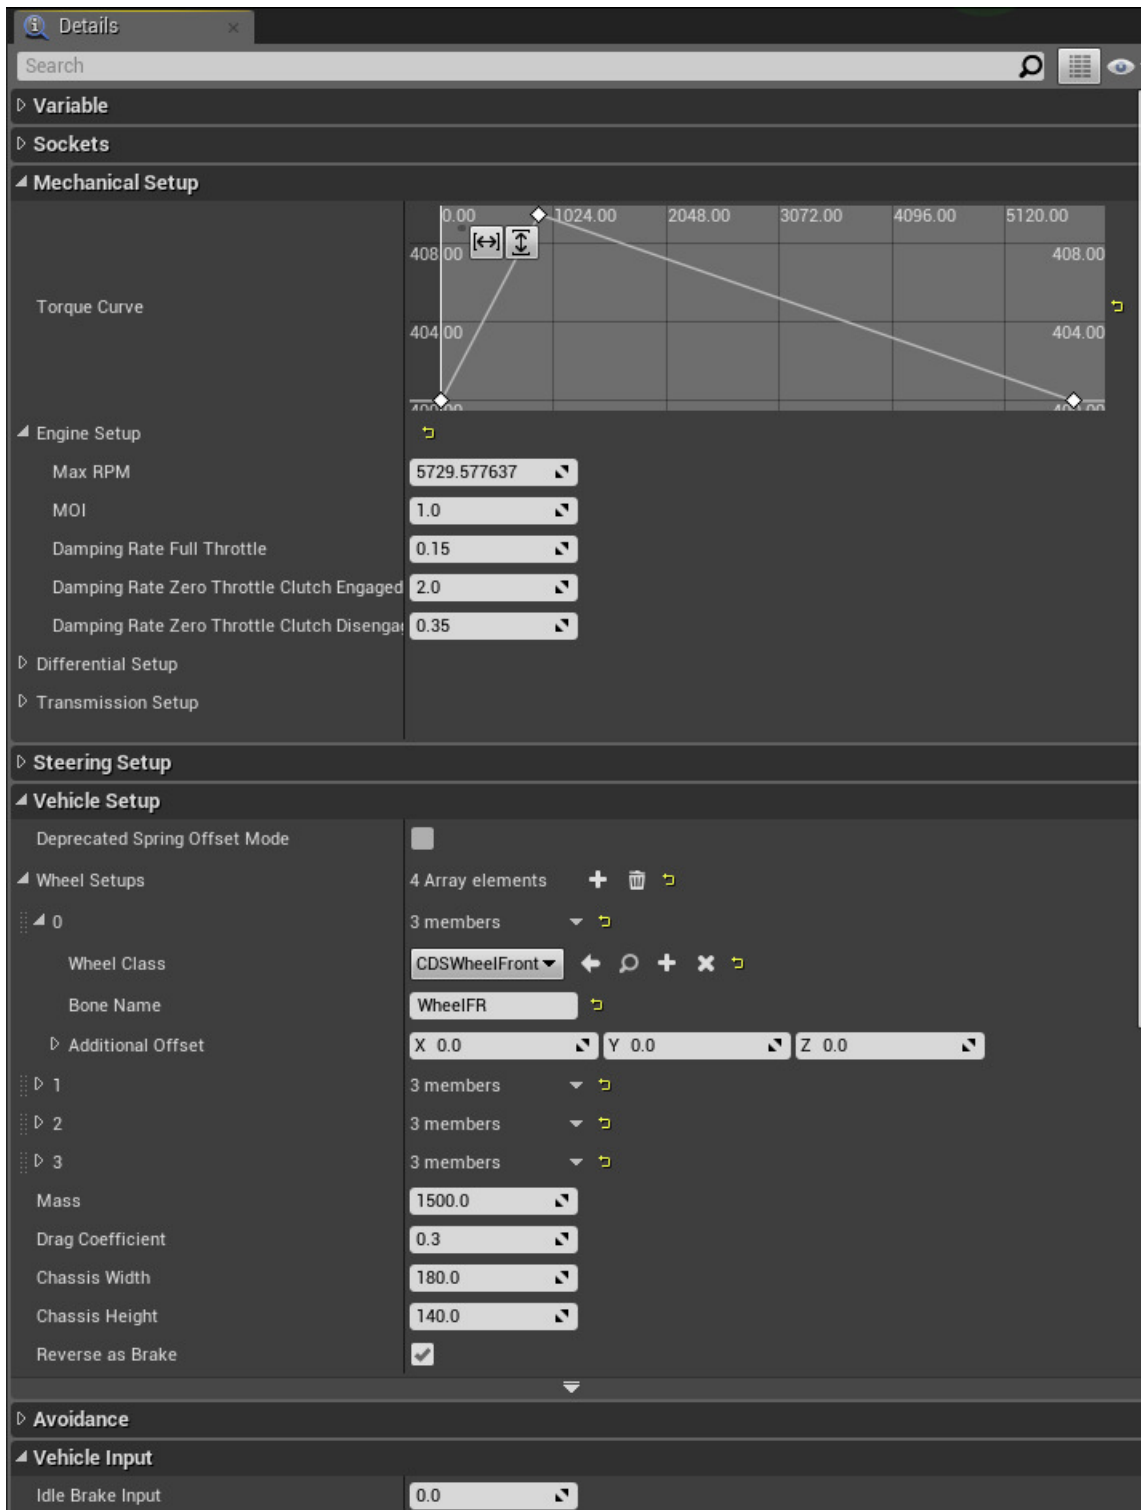 Details
Search
Variable
Sockets
Mechanical Setup
0.00 1024.00 2048.00 3072.00 4096.00 5120.00
408.00 408.00
Torque Curve
404.00 404.00
400.00
Engine Setup
Max RPM 5729.577637
MOI 1.0
Damping Rate Full Throttle 0.15
Damping Rate Zero Throttle Clutch Engaged 2.0
Damping Rate Zero Throttle Clutch Disenga 0.35
Differential Setup
Transmission Setup
Steering Setup
Vehicle Setup
Deprecated Spring Offset Mode
Wheel Setups 4 Array elements
0 3 members
Wheel Class CDSWheelFront
Bone Name WheelFR
Additional Offset X 0.0 Y 0.0 Z 0.0
1 3 members
2 3 members
3 3 members
Mass 1500.0
Drag Coefficient 0.3
Chassis Width 180.0
Chassis Height 140.0
Reverse as Brake
Avoidance
Vehicle Input
Idle Brake Input 0.0